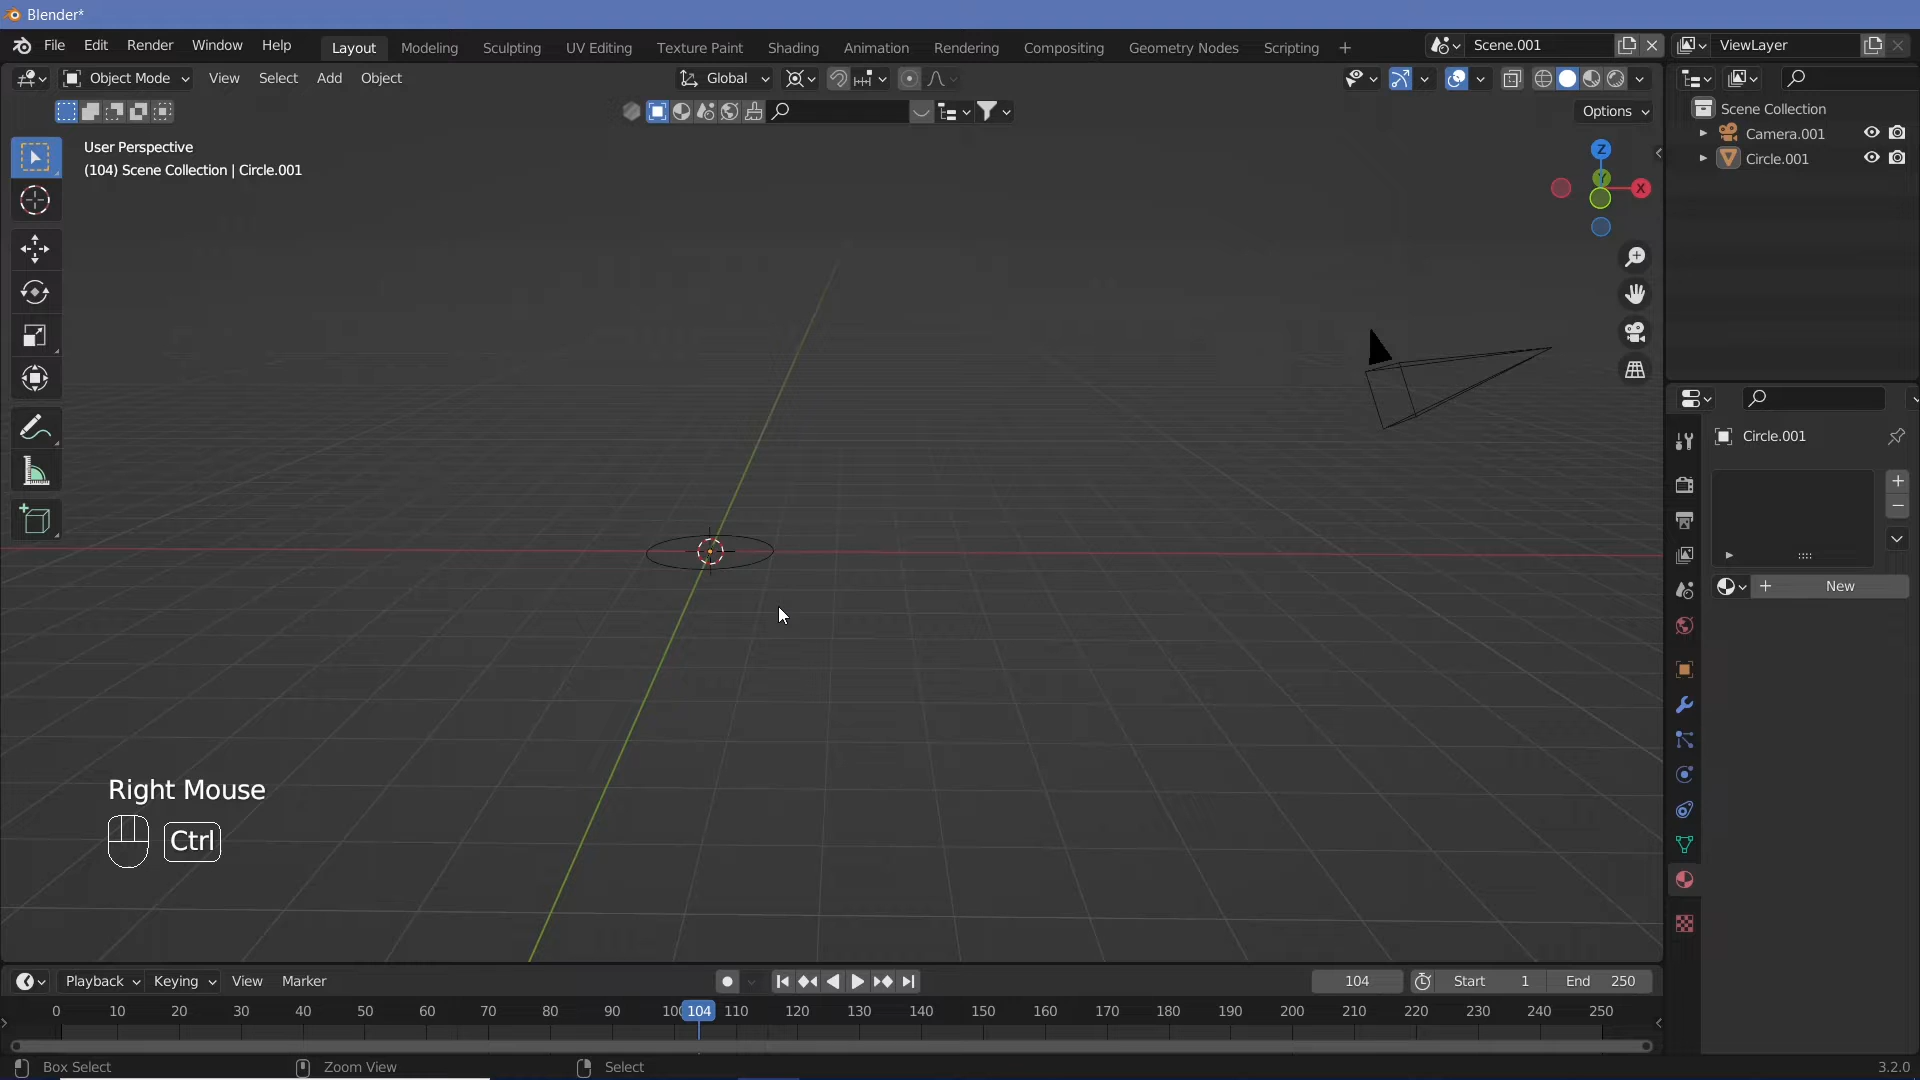 Blender*
File Edit Render Window Help Layout Modeling Sculpting UV Editing Texture Paint Shading Animation Rendering Compositing Geometry Nodes Scripting + Scene.001 ViewLayer
Object Mode View Select Add Object Global
Options
Scene Collection
Camera.001
Circle.001
User Perspective
(104) Scene Collection | Circle.001
Z
Y
X
Circle.001
New
Right Mouse
Ctrl
Playback Keying View Marker 104 Start 1 End 250
0 10 20 30 40 50 60 70 80 90 100 104 110 120 130 140 150 160 170 180 190 200 210 220 230 240 250
Box Select Zoom View Select 3.2.0